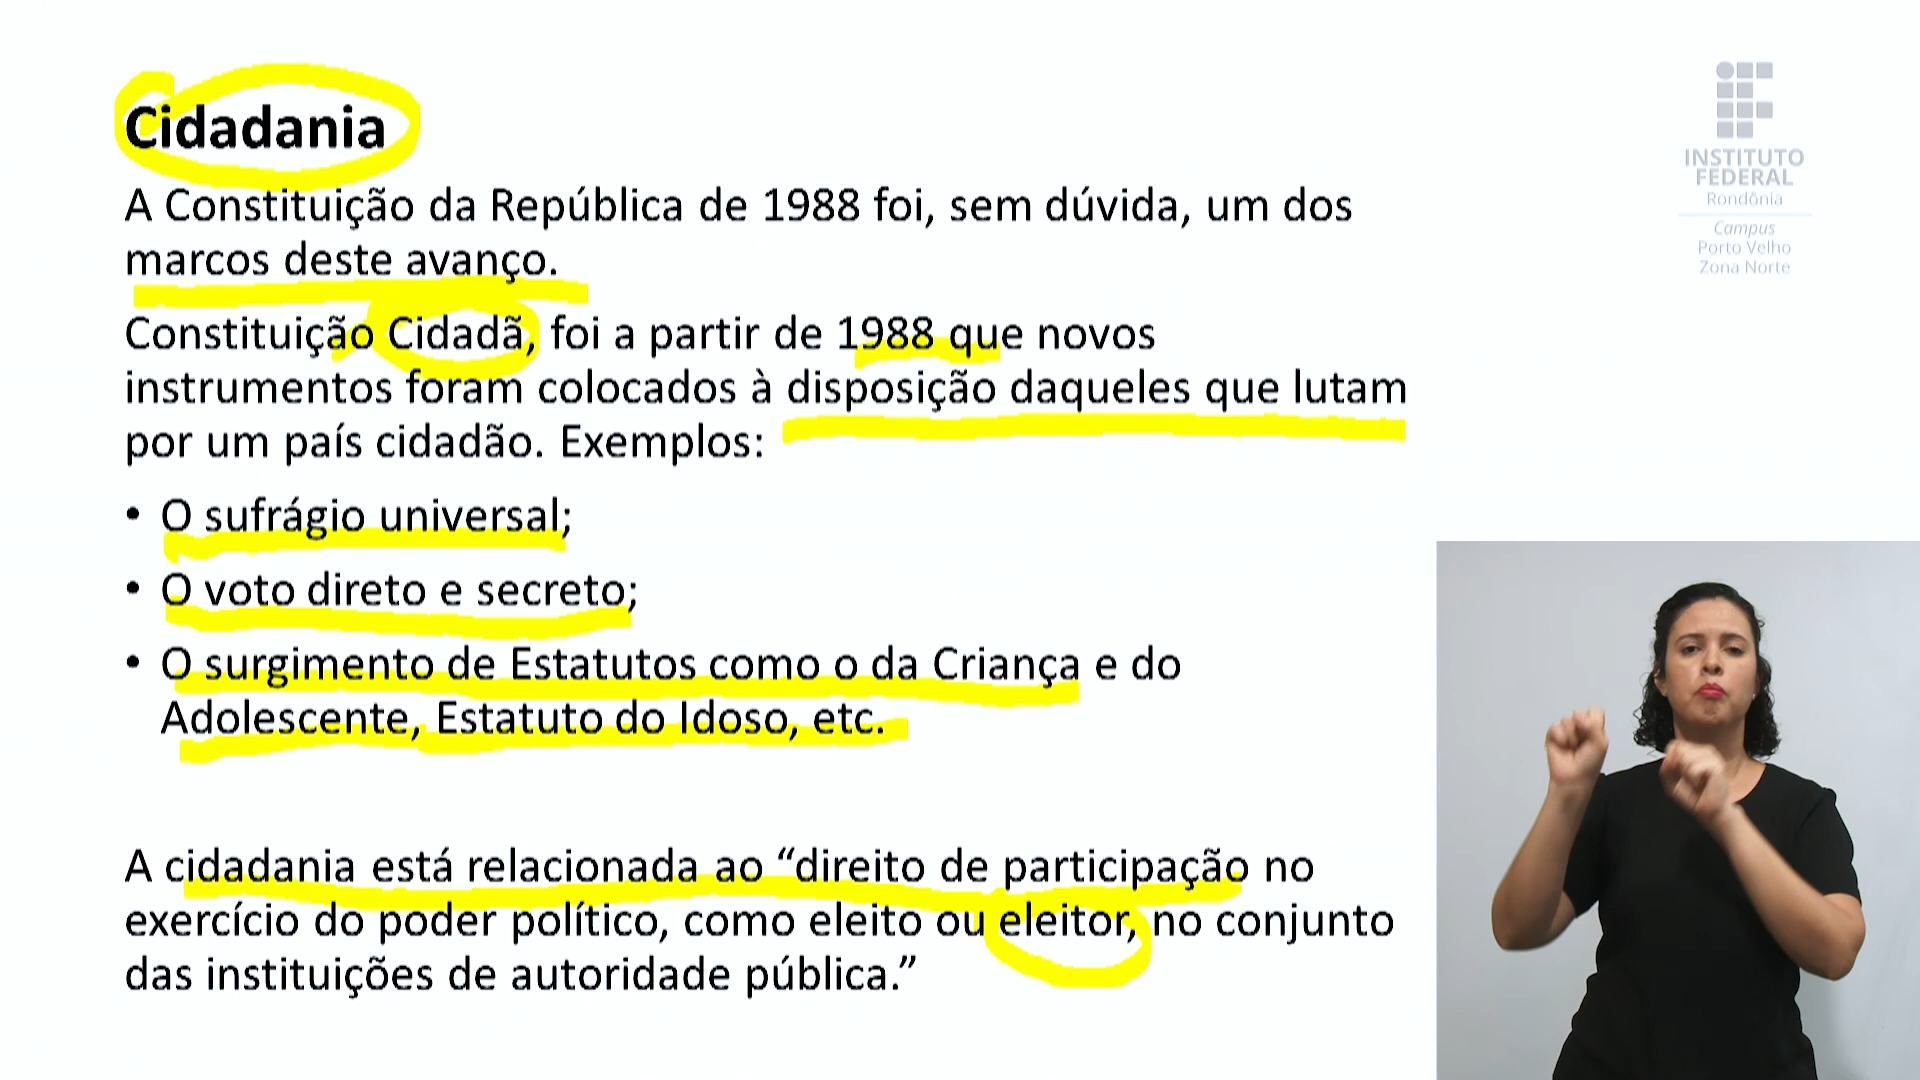 Cidadania
A Constituição da República de 1988 foi, sem dúvida, um dos
marcos deste avanço.
Constituição Cidadã, foi a partir de 1988 que novos
instrumentos foram colocados à disposição daqueles que lutam
por um país cidadão. Exemplos:
• O sufrágio universal;
• O voto direto e secreto;
• O surgimento de Estatutos como o da Criança e do
Adolescente, Estatuto do Idoso, etc.
A cidadania está relacionada ao “direito de participação no
exercício do poder político, como eleito ou eleitor, no conjunto
das instituições de autoridade pública.”
INSTITUTO
FEDERAL
Rondônia
Campus
Porto Velho
Zona Norte